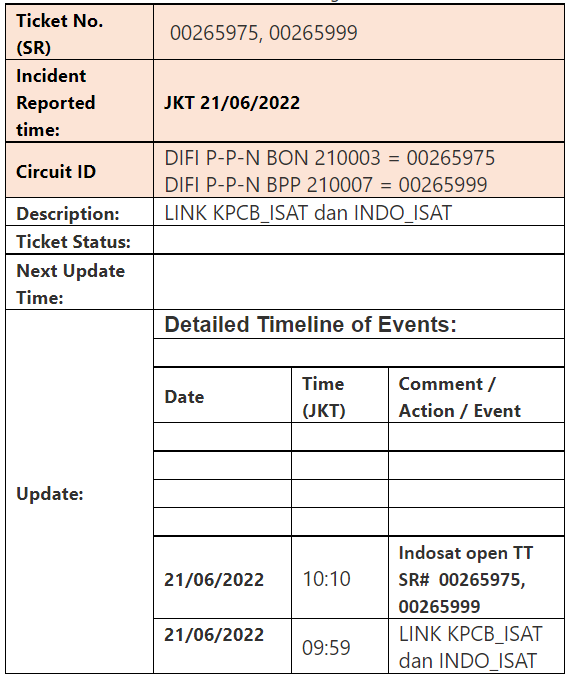 Ticket No.
(SR)
00265975, 00265999
Incident
Reported
time:
JKT 21/06/2022
Circuit ID
DIFI P-P-N BON 210003 = 00265975
DIFI P-P-N BPP 210007 = 00265999
Description:
LINK KPCB_ISAT dan INDO_ISAT
Ticket Status:
Next Update
Time:
Update:
Detailed Timeline of Events:
Date
Time
(JKT)
Comment /
Action / Event
21/06/2022
10:10
Indosat open TT
SR# 00265975,
00265999
21/06/2022
09:59
LINK KPCB_ISAT
dan INDO_ISAT